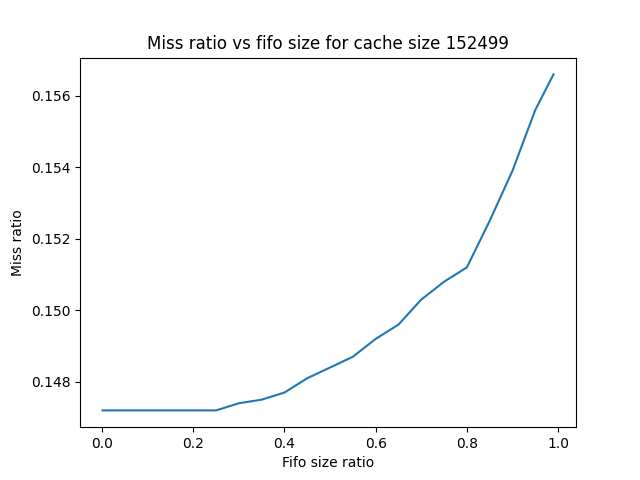 Miss ratio vs fifo size for cache size 152499
0.156
0.154
0.152
0.150
0.148
Miss ratio
0.0 0.2 0.4 0.6 0.8 1.0
Fifo size ratio